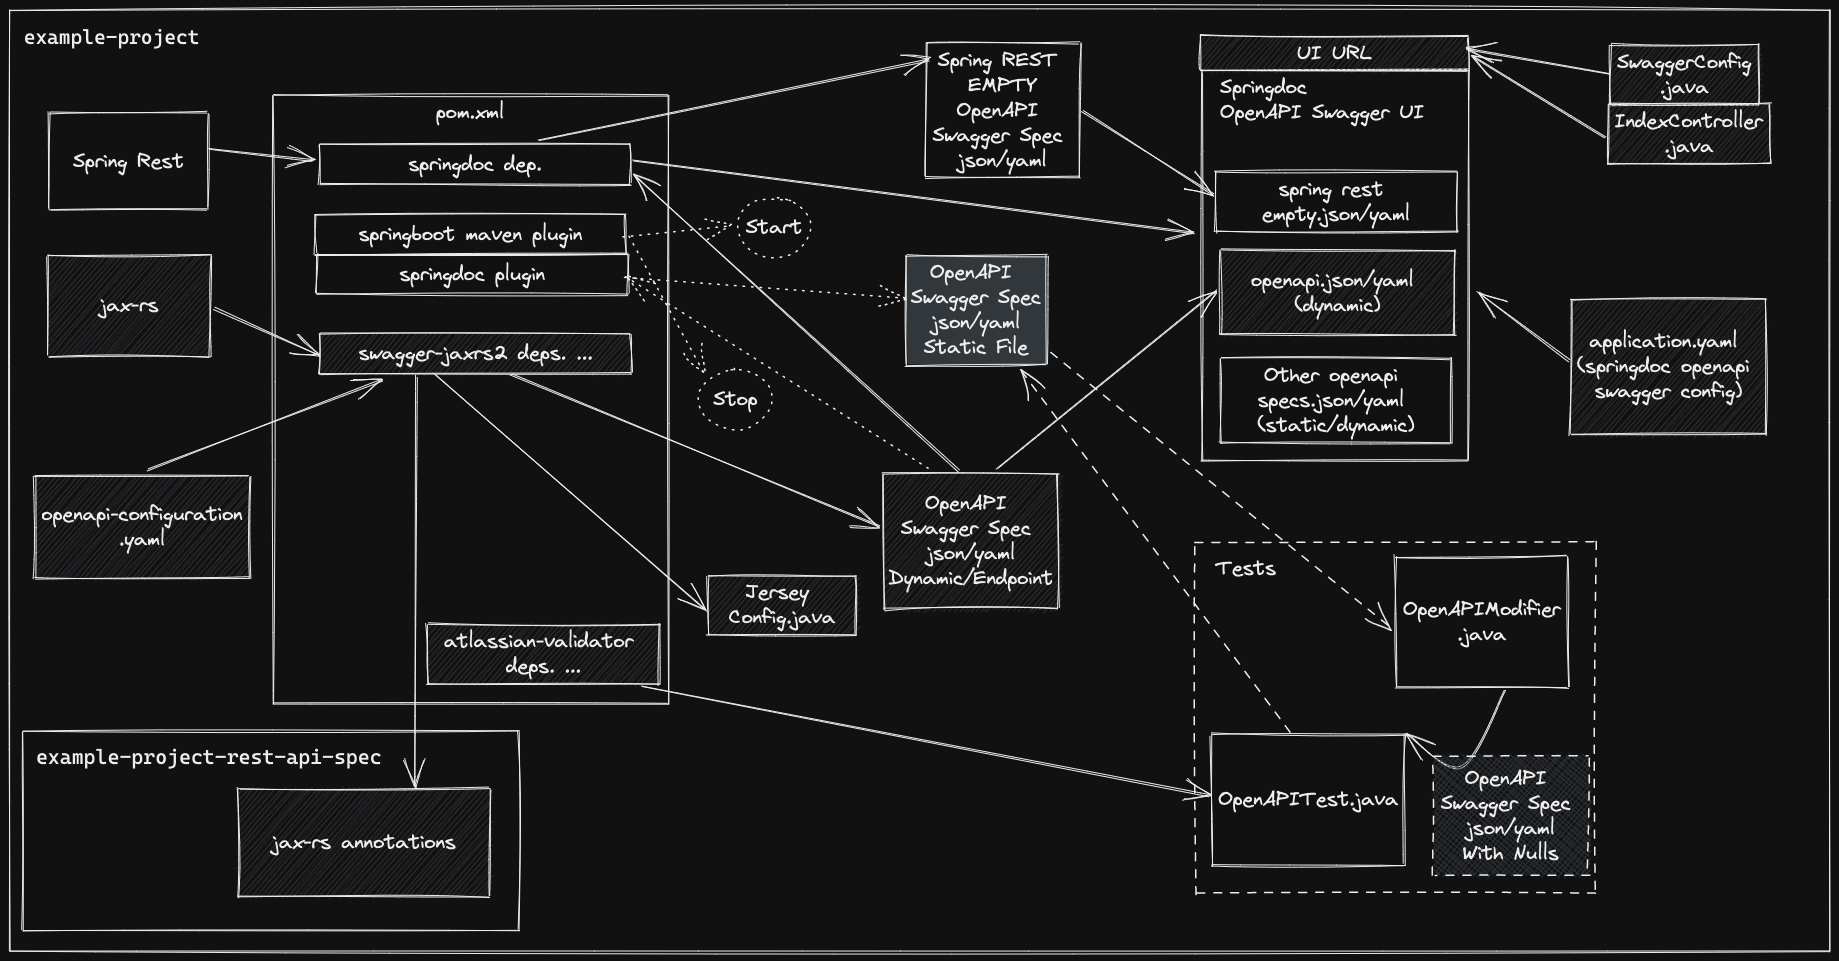 example-project
Spring Rest
jax-rs
openapi-configuration
.yaml
pom.xml
springdoc dep.
springboot maven plugin
springdoc plugin
swagger-jaxrs2 deps. ...
atlassian-validator
deps. ...
Start
Stop
Spring REST
EMPTY
OpenAPI
Swagger Spec
json/yaml
OpenAPI
Swagger Spec
json/yaml
Static File
OpenAPI
Swagger Spec
json/yaml
Dynamic/Endpoint
Jersey
Config.java
UI URL
Springdoc
OpenAPI Swagger UI
spring rest
empty.json/yaml
openapi.json/yaml
(dynamic)
Other openapi
specs.json/yaml
(static/dynamic)
SwaggerConfig
.java
IndexController
.java
application.yaml
(springdoc openapi
swagger config)
Tests
OpenAPIModifier
.java
OpenAPITest.java
OpenAPI
Swagger Spec
json/yaml
With Nulls
example-project-rest-api-spec
jax-rs annotations